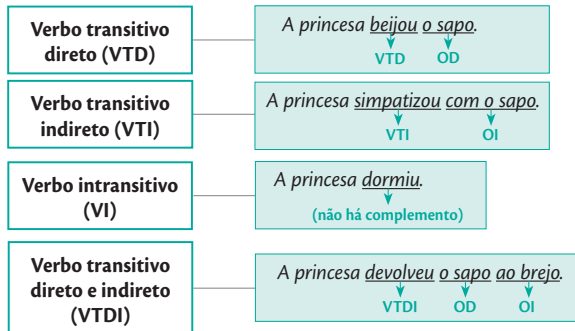 Verbo transitivo
direto (VTD)
A princesa beijou o sapo.
VTD OD
Verbo transitivo
indireto (VTI)
A princesa simpatizou com o sapo.
VTI OI
Verbo intransitivo
(VI)
A princesa dormiu.
(não há complemento)
Verbo transitivo
direto e indireto
(VTDI)
A princesa devolveu o sapo ao brejo.
VTDI OD OI